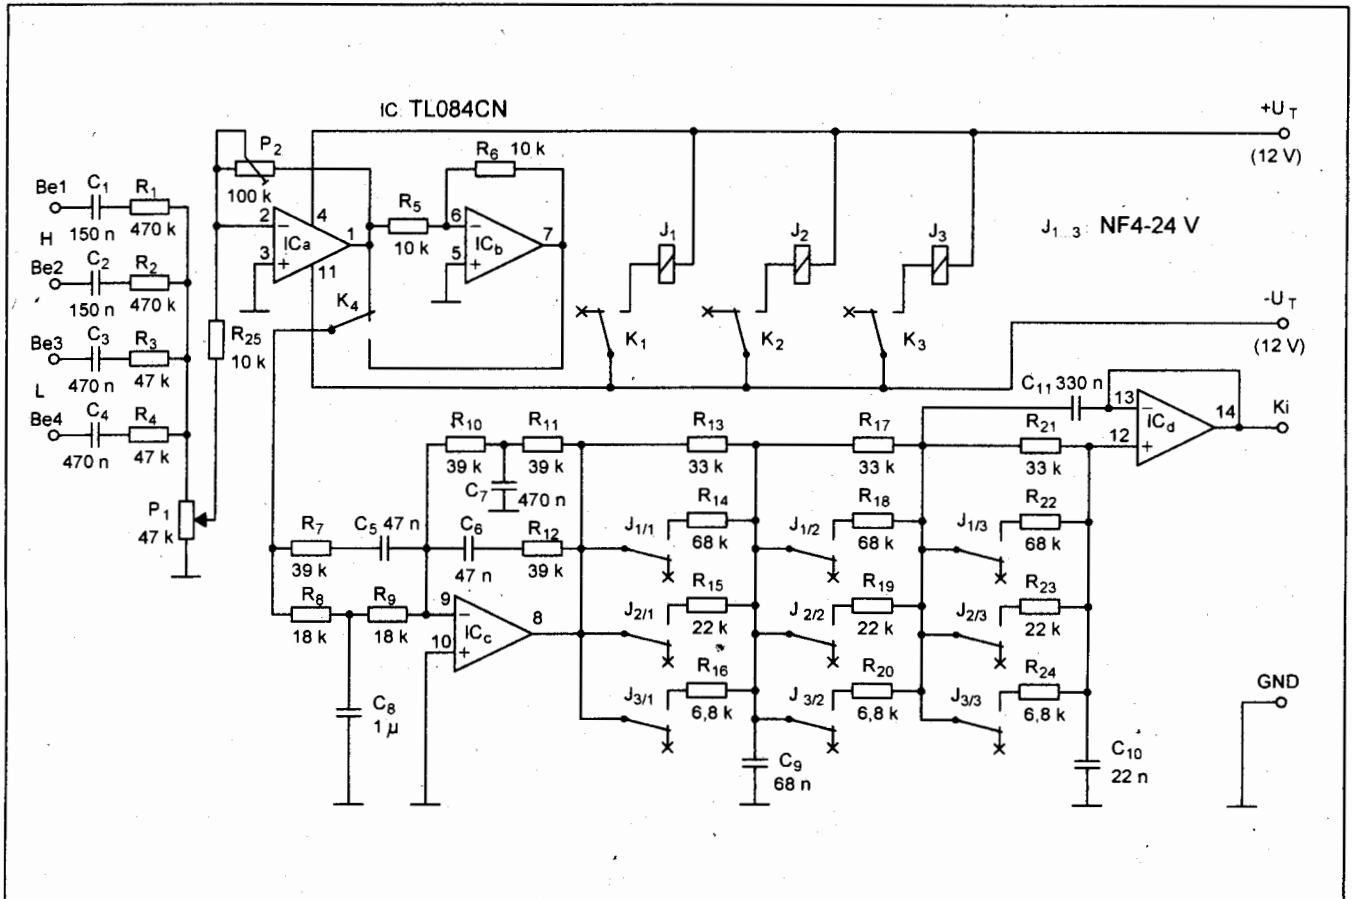 IC TL084CN
+U T
(12 V)
P2
100 k
R6 10 k
Be1 C1 R1
150 n 470 k
H
Be2 C2 R2
150 n 470 k
Be3 C3 R3
470 n 47 k
L
Be4 C4 R4
470 n 47 k
P1
47 k
R25
10 k
2 − 4
ICa 1
3 + 11
R5
10 k
6 −
ICb 7
5 +
K4
J1
J2
J3
J1...3: NF4-24 V
K1
K2
K3
-U T
(12 V)
C11 330 n
13 −
ICd 14
12 +
Ki
R10
39 k
R11
39 k
C7 470 n
R13
33 k
R17
33 k
R21
33 k
R7
39 k
C5 47 n
C6
47 n
R12
39 k
R8
18 k
R9
18 k
9 −
ICc 8
10 +
C8
1 µ
J1/1
R14
68 k
J1/2
R18
68 k
J1/3
R22
68 k
J2/1
R15
22 k
J 2/2
R19
22 k
J2/3
R23
22 k
J3/1
R16
6,8 k
J 3/2
R20
6,8 k
J3/3
R24
6,8 k
C9
68 n
C10
22 n
GND